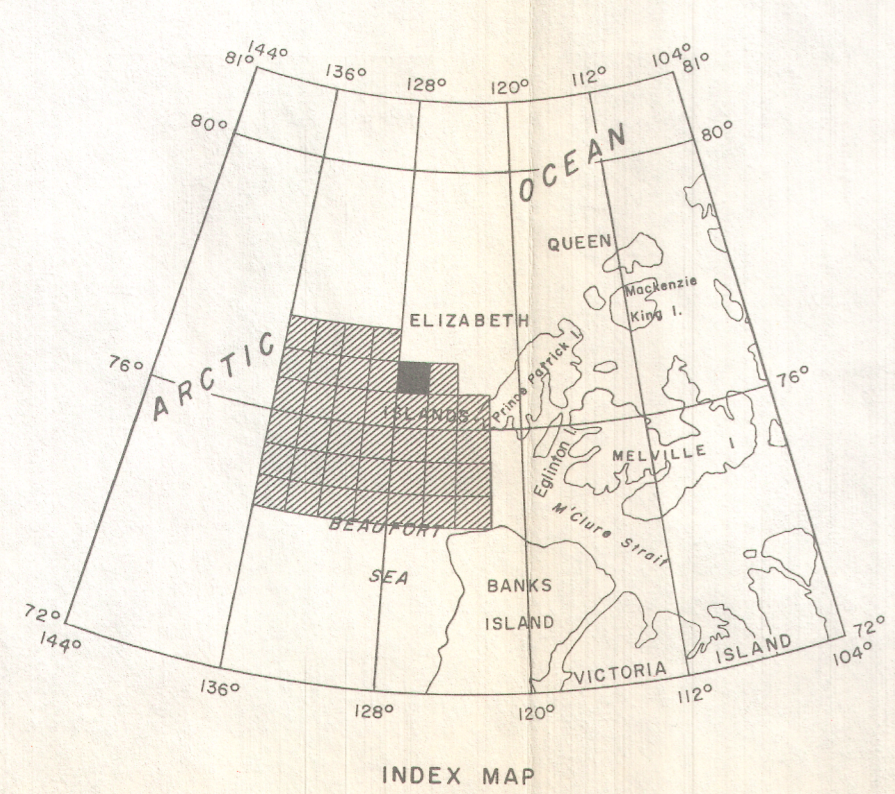 144°
81°
136°
128°
120°
112°
104°
81°
80°
80°
OCEAN
QUEEN
Mackenzie
King I.
ELIZABETH
Prince Patrick I.
76°
ARCTIC
76°
ISLANDS
Eglinton I.
MELVILLE I
M'Clure Strait
BEAUFORT
SEA
BANKS
ISLAND
VICTORIA
ISLAND
72°
144°
72°
104°
136°
128°
120°
112°
INDEX MAP